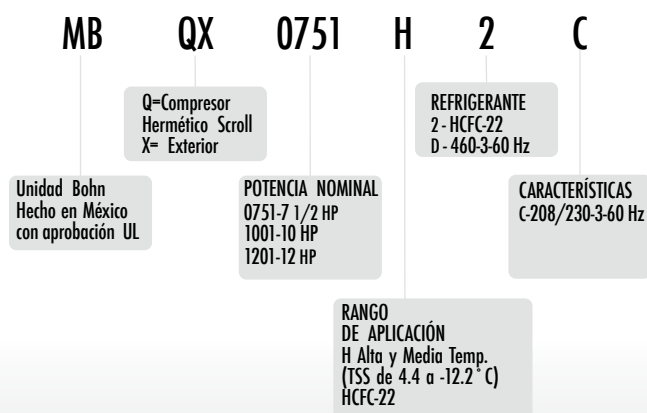 MB QX 0751 H 2 C
Q=Compresor
Hermético Scroll
X= Exterior
REFRIGERANTE
2 - HCFC-22
D - 460-3-60 Hz
Unidad Bohn
Hecho en México
con aprobación UL
POTENCIA NOMINAL
0751-7 1/2 HP
1001-10 HP
1201-12 HP
CARACTERÍSTICAS
C-208/230-3-60 Hz
RANGO
DE APLICACIÓN
H Alta y Media Temp.
(TSS de 4.4 a -12.2°C)
HCFC-22